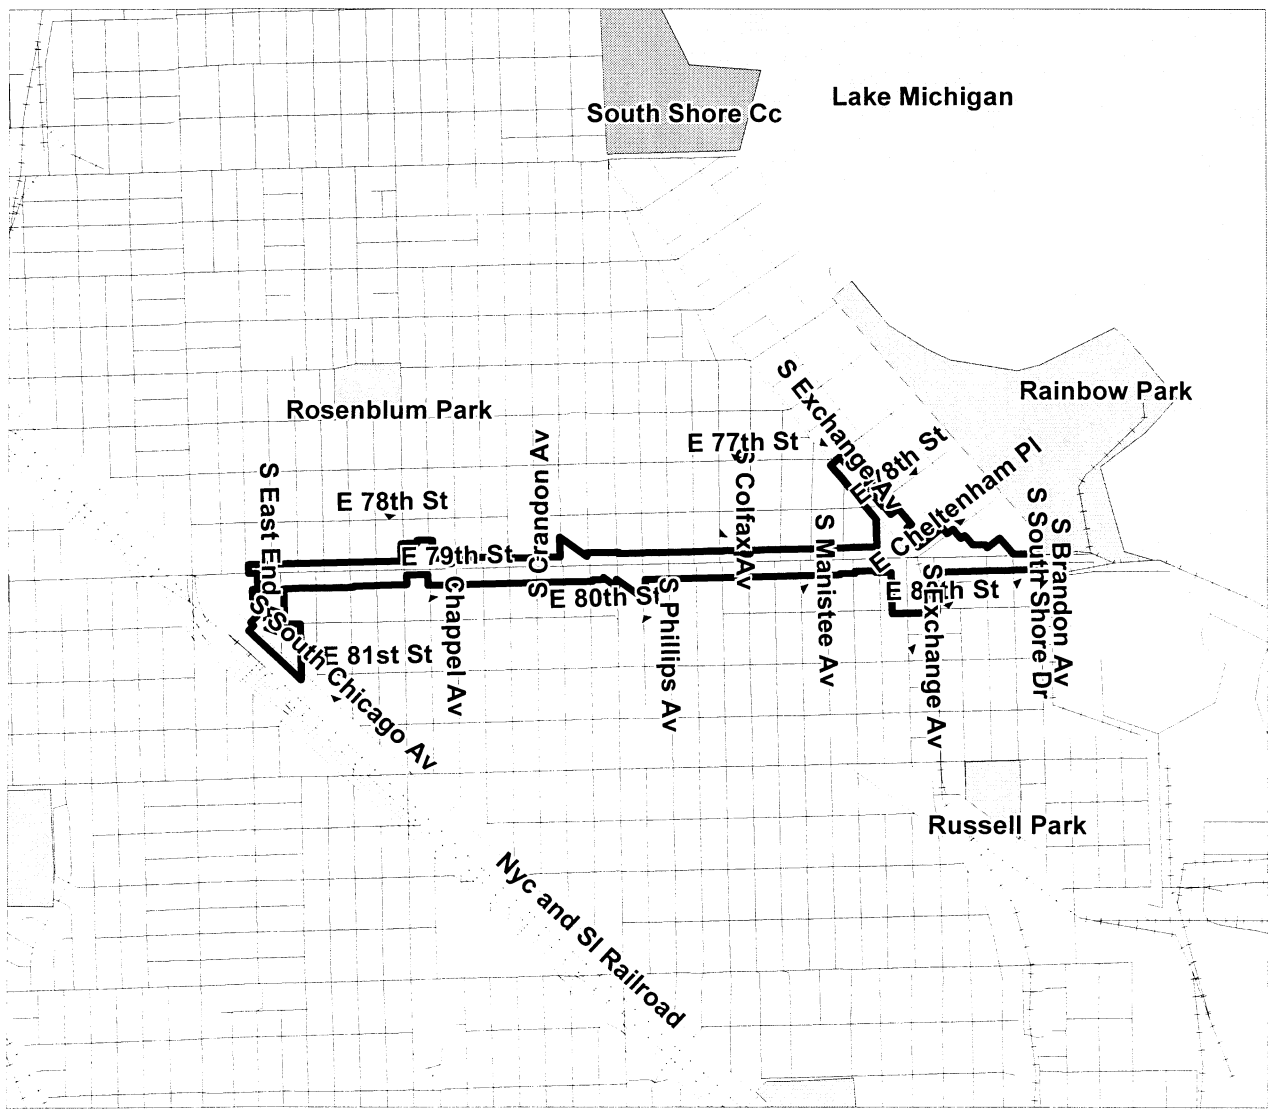 Lake Michigan
South Shore Cc
Rainbow Park
Rosenblum Park
S Exchange Av
E 77th St
78th St
S Crandon Av
S Colfax Av
Cheltenham Pl
S East End
E 78th St
S Manistee Av
S South Shore Dr
S Brandon Av
E 79th St
E
E
E
E 80th St
S Phillips Av
S Exchange Av
Chappel Av
South Chicago Av
E 81st St
Russell Park
Nyc and Sl Railroad